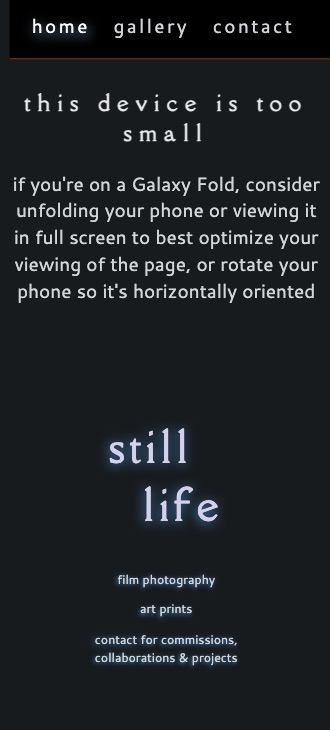 home gallery contact
this device is too
small
if you're on a Galaxy Fold, consider
unfolding your phone or viewing it
in full screen to best optimize your
viewing of the page, or rotate your
phone so it's horizontally oriented
still
life
film photography
art prints
contact for commissions,
collaborations & projects